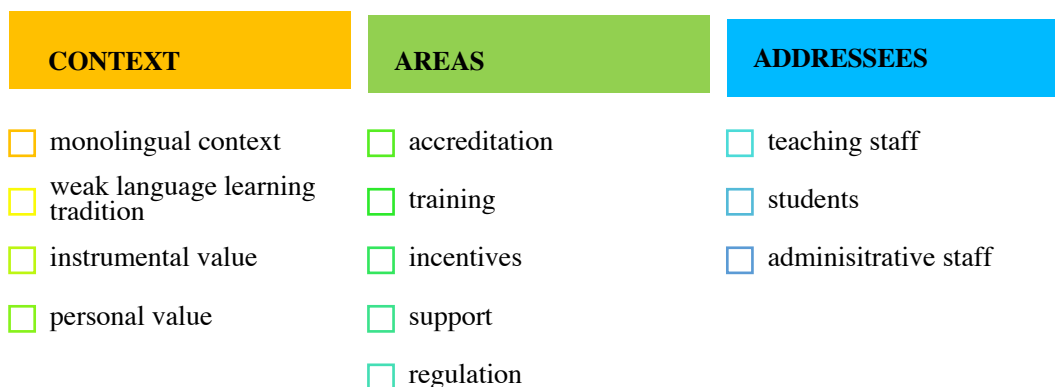 CONTEXT
monolingual context
weak language learning
tradition
instrumental value
personal value
AREAS
accreditation
training
incentives
support
regulation
ADDRESSEES
teaching staff
students
adminisitrative staff